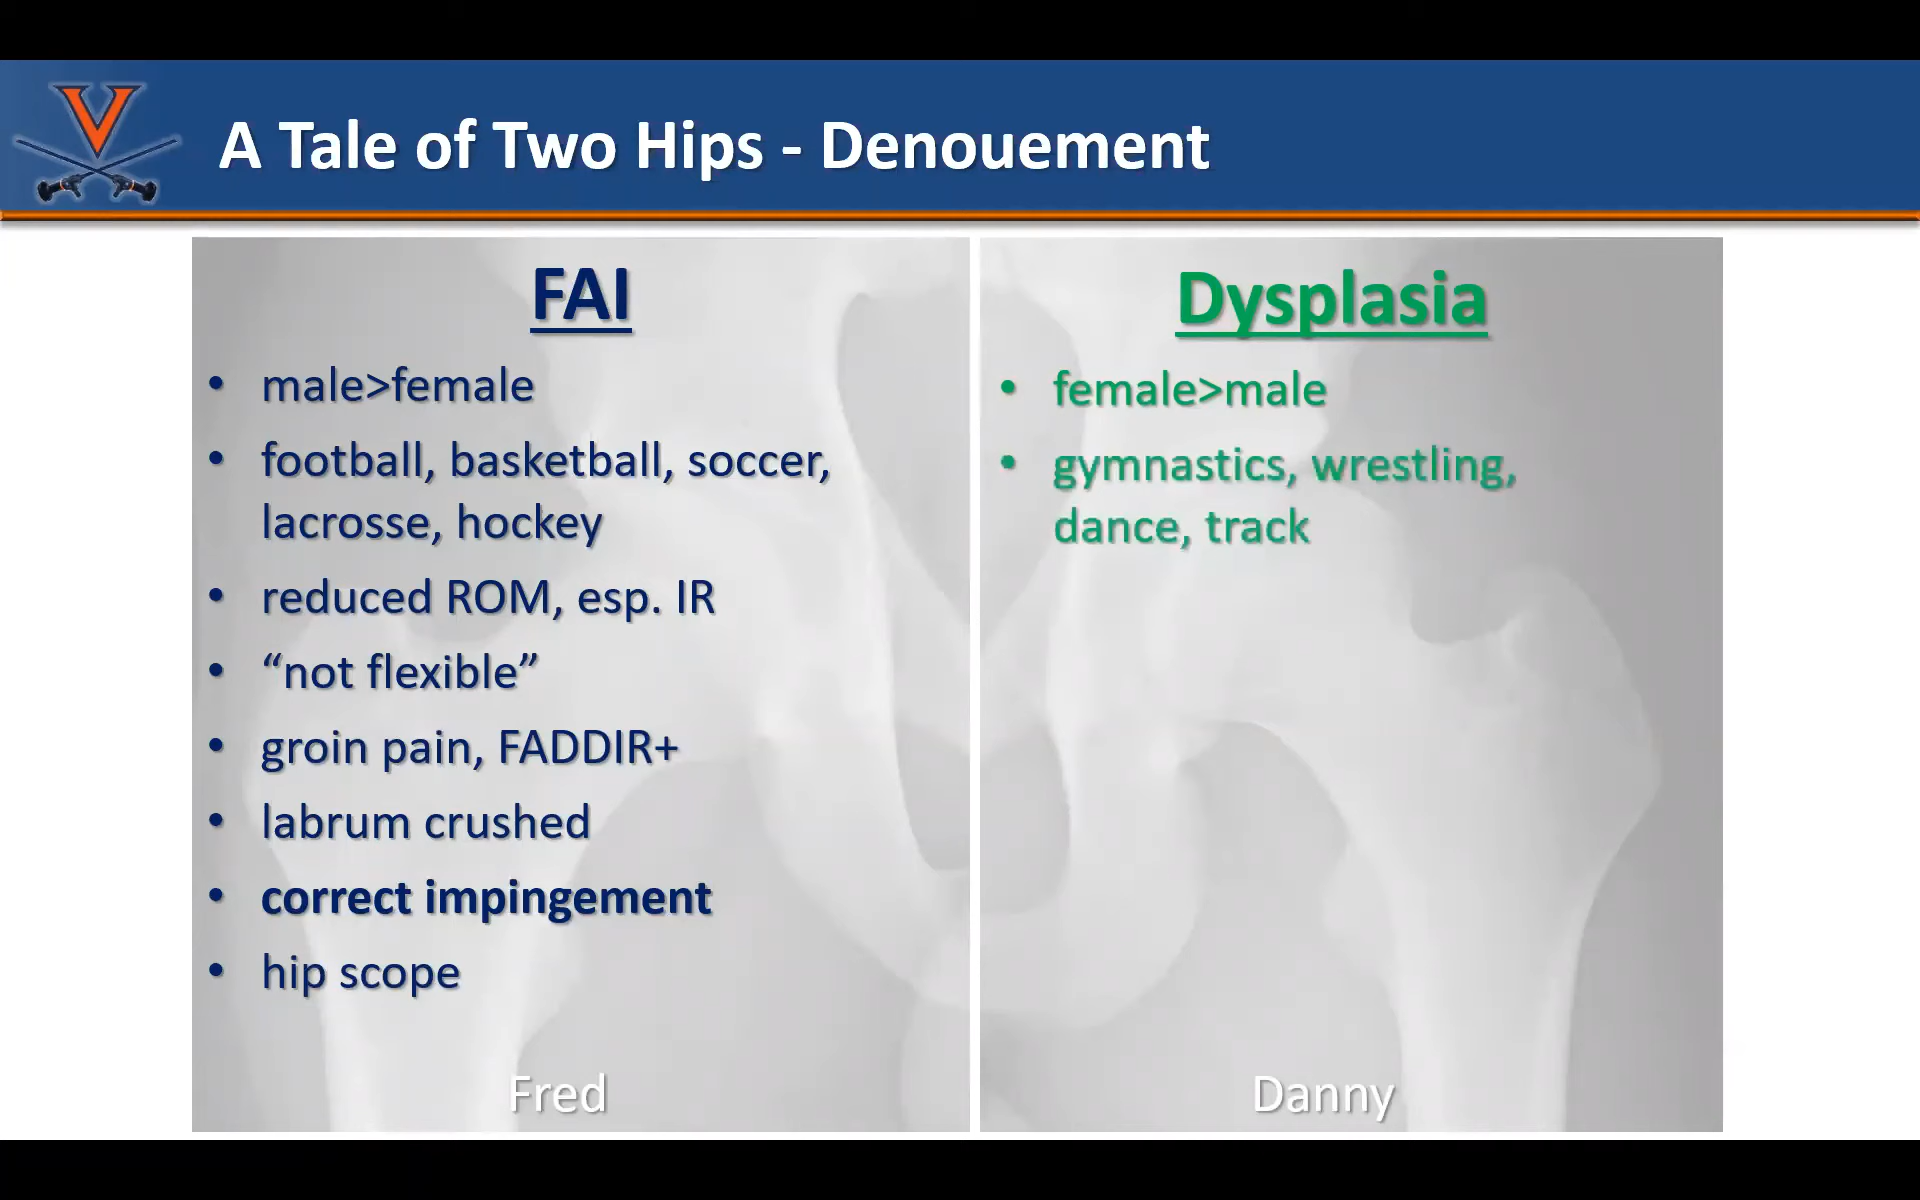 V
A Tale of Two Hips - Denouement
FAI
• male>female
• football, basketball, soccer,
lacrosse, hockey
• reduced ROM, esp. IR
• “not flexible”
• groin pain, FADDIR+
• labrum crushed
• correct impingement
• hip scope
Fred
Dysplasia
• female>male
• gymnastics, wrestling,
dance, track
Danny